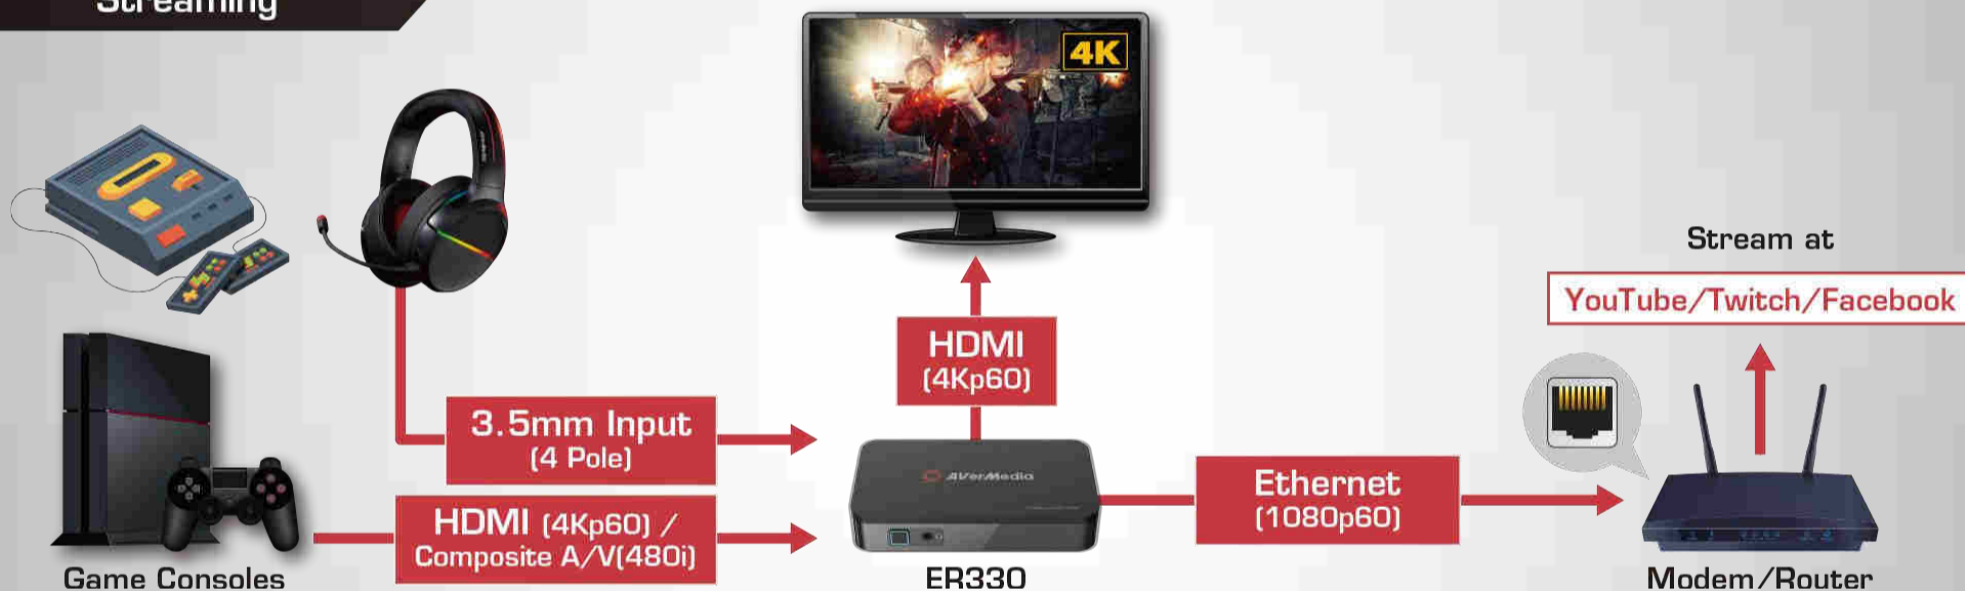 Streaming
4K
Stream at
YouTube/Twitch/Facebook
HDMI
(4Kp60)
3.5mm Input
(4 Pole)
AVerMedia
Ethernet
(1080p60)
HDMI (4Kp60) /
Composite A/V(480i)
Game Consoles
ER330
Modem/Router